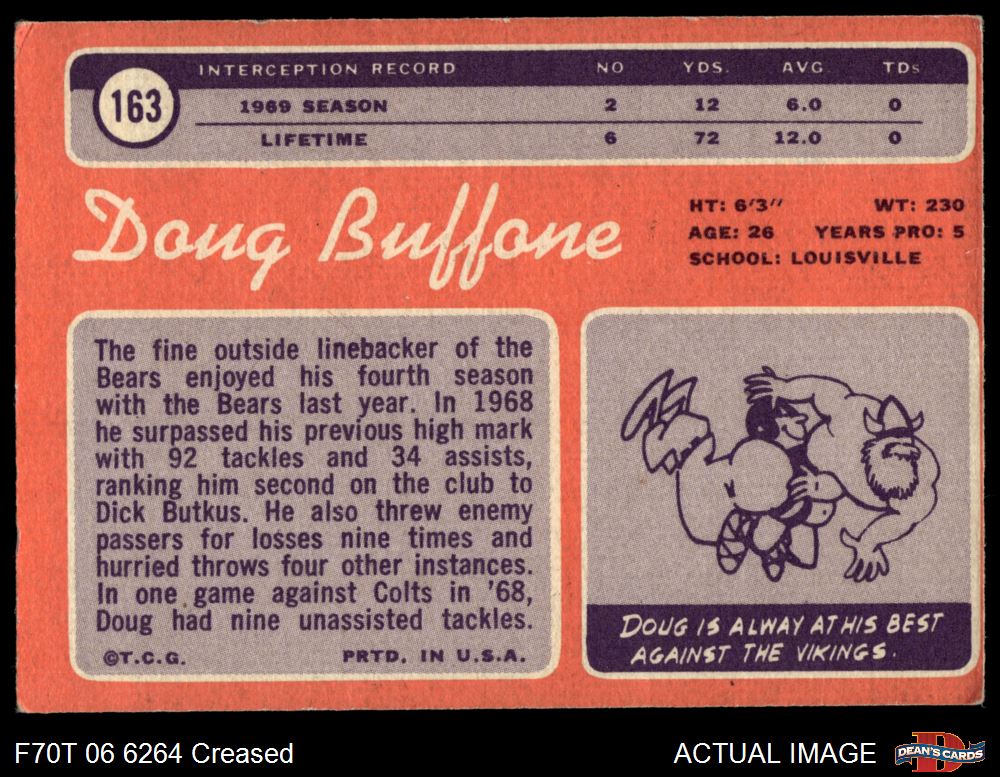 163
INTERCEPTION RECORD NO YDS. AVG TDs
1969 SEASON 2 12 6.0 0
LIFETIME 6 72 12.0 0
Doug Buffone
HT: 6'3" WT: 230
AGE: 26 YEARS PRO: 5
SCHOOL: LOUISVILLE
The fine outside linebacker of the
Bears enjoyed his fourth season
with the Bears last year. In 1968
he surpassed his previous high mark
with 92 tackles and 34 assists,
ranking him second on the club to
Dick Butkus. He also threw enemy
passers for losses nine times and
hurried throws four other instances.
In one game against Colts in '68,
Doug had nine unassisted tackles.
©T.C.G. PRTD. IN U.S.A.
DOUG IS ALWAY AT HIS BEST
AGAINST THE VIKINGS.
F70T 06 6264 Creased
ACTUAL IMAGE
D
DEAN'S CARDS